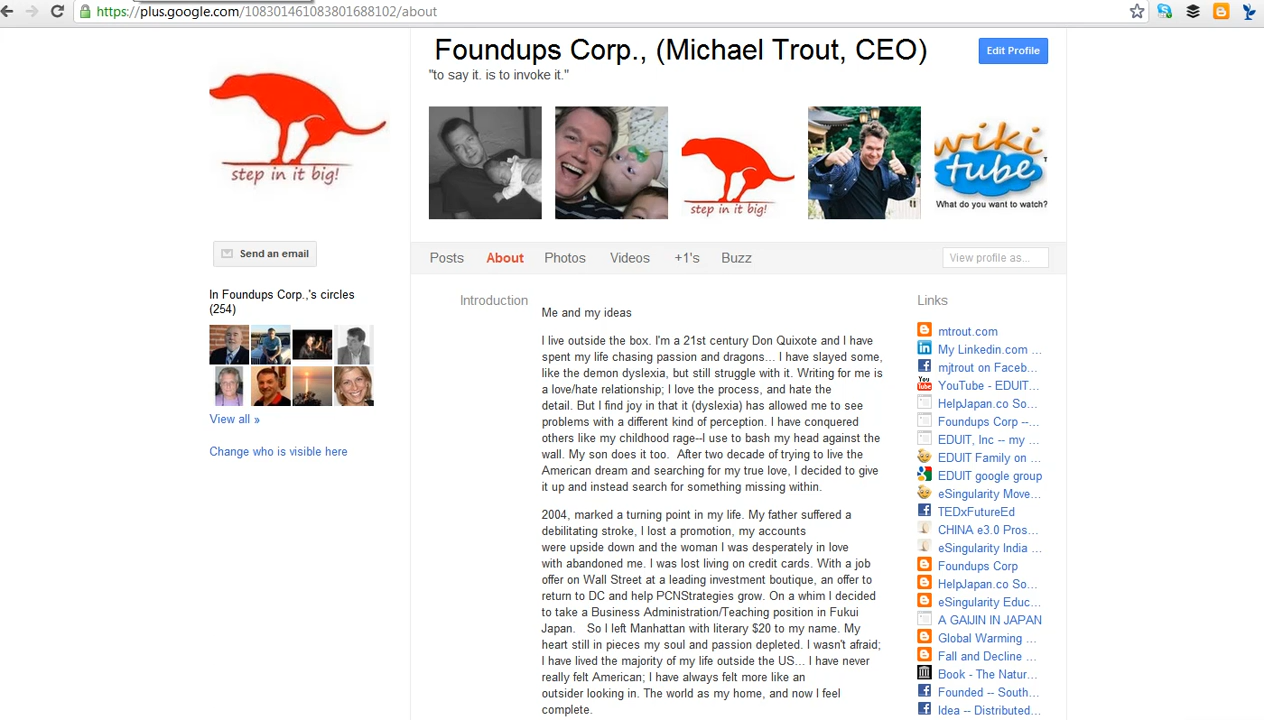 https://plus.google.com/108301461083801688102/about
Foundups Corp., (Michael Trout, CEO)
Edit Profile
"to say it. is to invoke it."
step in it big!
step in it big!
wiki
tube
What do you want to watch?
Send an email
Posts
About
Photos
Videos
+1's
Buzz
View profile as...
In Foundups Corp.,'s circles
(254)
View all »
Change who is visible here
Introduction
Me and my ideas
I live outside the box. I'm a 21st century Don Quixote and I have
spent my life chasing passion and dragons... I have slayed some,
like the demon dyslexia, but still struggle with it. Writing for me is
a love/hate relationship; I love the process, and hate the
detail. But I find joy in that it (dyslexia) has allowed me to see
problems with a different kind of perception. I have conquered
others like my childhood rage--I use to bash my head against the
wall. My son does it too.  After two decade of trying to live the
American dream and searching for my true love, I decided to give
it up and instead search for something missing within.
2004, marked a turning point in my life. My father suffered a
debilitating stroke, I lost a promotion, my accounts
were upside down and the woman I was desperately in love
with abandoned me. I was lost living on credit cards. With a job
offer on Wall Street at a leading investment boutique, an offer to
return to DC and help PCNStrategies grow. On a whim I decided
to take a Business Administration/Teaching position in Fukui
Japan.   So I left Manhattan with literary $20 to my name. My
heart still in pieces my soul and passion depleted. I wasn't afraid;
I have lived the majority of my life outside the US... I have never
really felt American; I have always felt more like an
outsider looking in. The world as my home, and now I feel
complete.
Links
mtrout.com
My Linkedin.com ...
mjtrout on Faceb...
YouTube - EDUIT...
HelpJapan.co So...
Foundups Corp --...
EDUIT, Inc -- my ...
EDUIT Family on ...
EDUIT google group
eSingularity Move...
TEDxFutureEd
CHINA e3.0 Pros...
eSingularity India ...
Foundups Corp
HelpJapan.co So...
eSingularity Educ...
A GAIJIN IN JAPAN
Global Warming ...
Fall and Decline ...
Book - The Natur...
Founded -- South...
Idea -- Distributed...